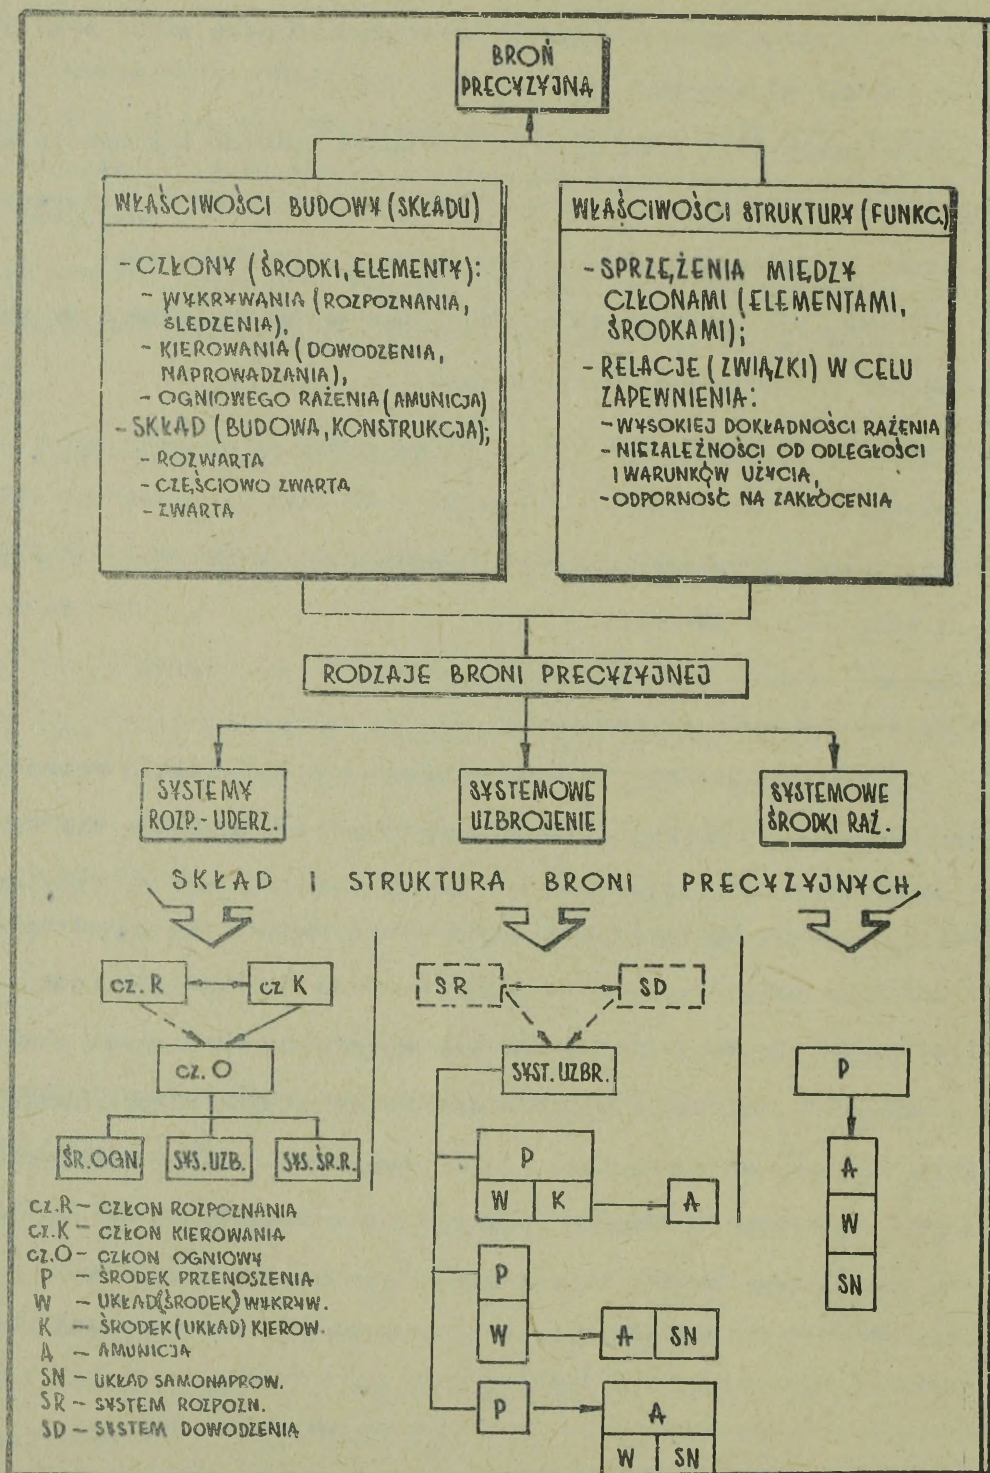 BROŃ
PRECYZYJNA
WŁAŚCIWOŚCI BUDOWY (SKŁADU)
- CZŁONY (ŚRODKI, ELEMENTY):
- WYKRYWANIA (ROZPOZNANIA,
ŚLEDZENIA),
- KIEROWANIA (DOWODZENIA,
NAPROWADZANIA),
- OGNIOWEGO RAŻENIA (AMUNICJA)
- SKŁAD (BUDOWA, KONSTRUKCJA);
- ROZWARTA
- CZĘŚCIOWO ZWARTA
- ZWARTA
WŁAŚCIWOŚCI STRUKTURY (FUNKC.)
- SPRZĘŻENIA MIĘDZY
CZŁONAMI (ELEMENTAMI,
ŚRODKAMI);
- RELACJE (ZWIĄZKI) W CELU
ZAPEWNIENIA:
- WYSOKIEJ DOKŁADNOŚCI RAŻENIA
- NIEZALEŻNOŚCI OD ODLEGŁOŚCI
I WARUNKÓW UŻYCIA,
- ODPORNOŚĆ NA ZAKŁÓCENIA
RODZAJE BRONI PRECYZYJNEJ
SYSTEMY
ROZP.- UDERZ.
SYSTEMOWE
UZBROJENIE
SYSTEMOWE
ŚRODKI RAŻ.
SKŁAD I STRUKTURA BRONI PRECYZYJNYCH
CZ.R
CZ K
CZ.O
ŚR.OGN.
SYS.UZB.
SYS.ŚR.R.
SR
SD
SYST.UZBR.
P
W K
A
P
W
A SN
P
A
W SN
P
A
W
SN
CZ.R – CZŁON ROZPOZNANIA
CZ.K – CZŁON KIEROWANIA
CZ.O – CZŁON OGNIOWY
P – ŚRODEK PRZENOSZENIA
W – UKŁAD(ŚRODEK) WYKRYW.
K – ŚRODEK (UKŁAD) KIEROW.
A – AMUNICJA
SN – UKŁAD SAMONAPROW.
SR – SYSTEM ROZPOZN.
SD – SYSTEM DOWODZENIA